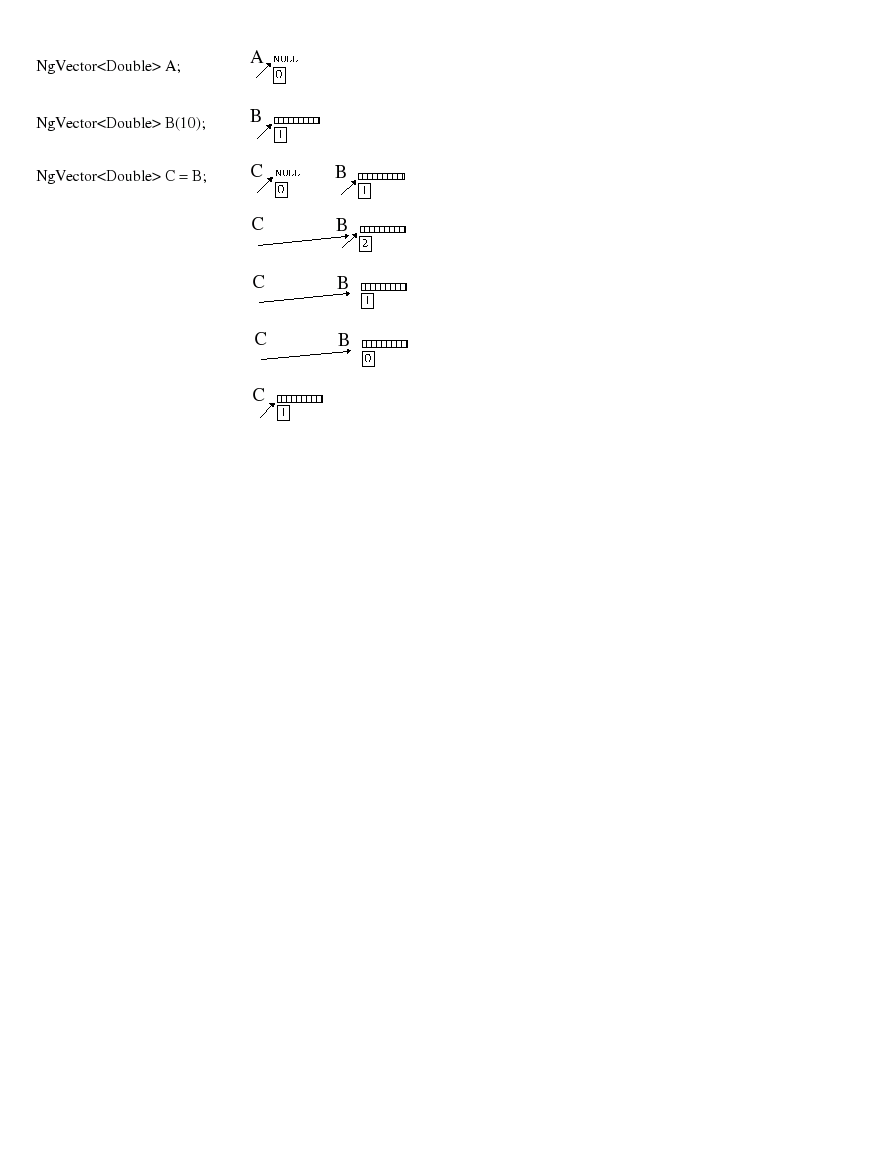 NgVector<Double> A; A NULL
0
NgVector<Double> B(10); B
1
NgVector<Double> C = B; C NULL B
0 1
C B
2
C B
1
C B
0
C
1